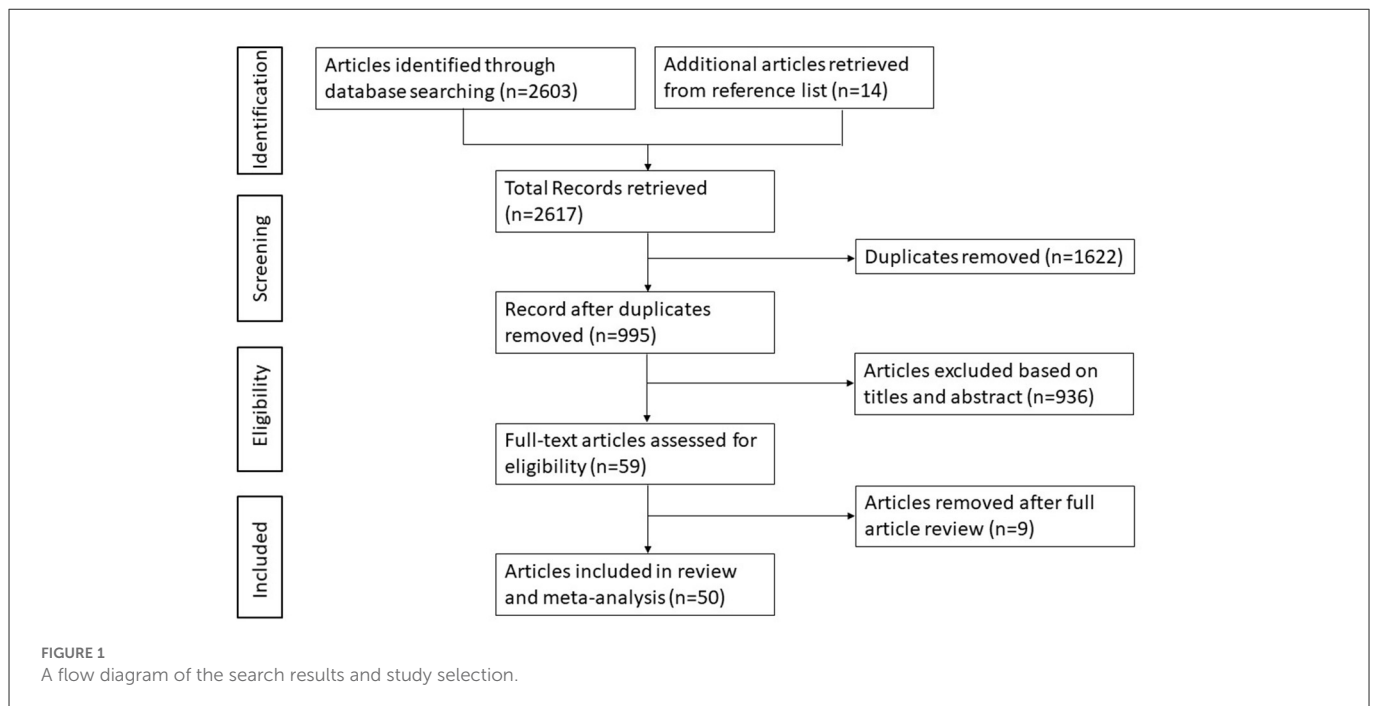 Identification
Articles identified through
database searching (n=2603)
Additional articles retrieved
from reference list (n=14)
Total Records retrieved
(n=2617)
Screening
Duplicates removed (n=1622)
Record after duplicates
removed (n=995)
Eligibility
Articles excluded based on
titles and abstract (n=936)
Full-text articles assessed for
eligibility (n=59)
Included
Articles removed after full
article review (n=9)
Articles included in review
and meta-analysis (n=50)
FIGURE 1
A flow diagram of the search results and study selection.